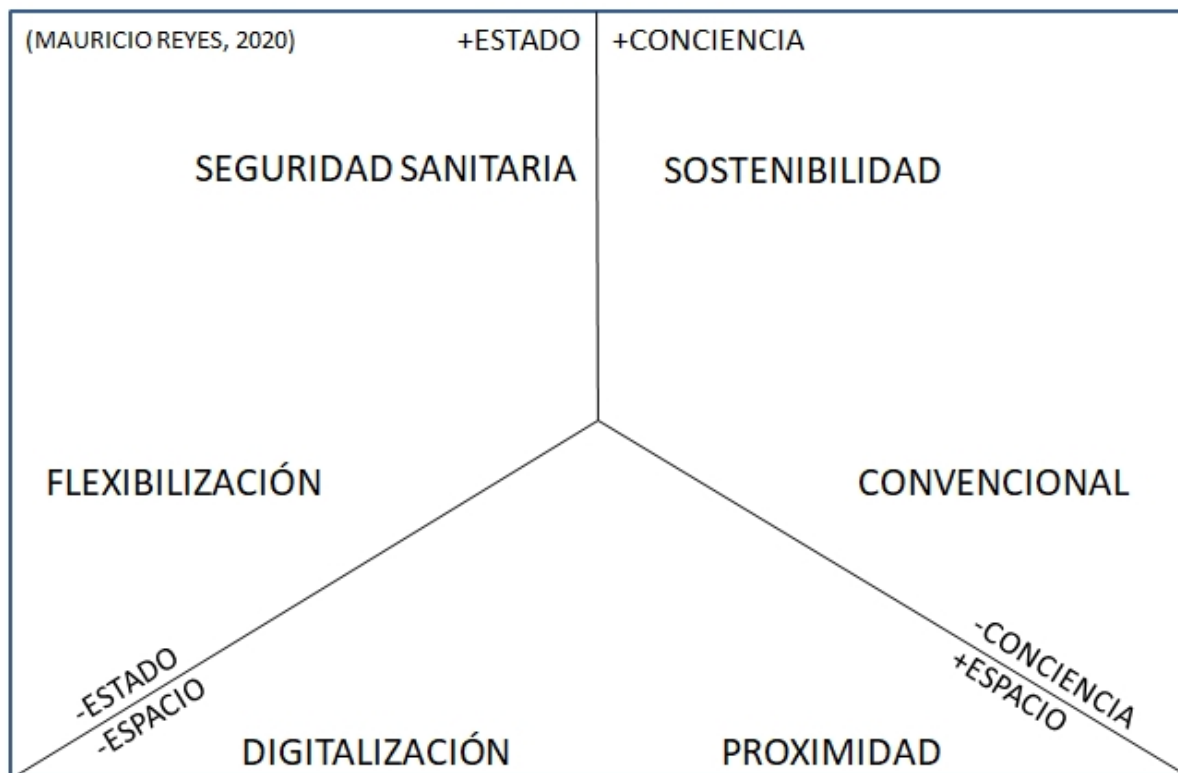 (MAURICIO REYES, 2020)
+ESTADO
+CONCIENCIA
SEGURIDAD SANITARIA
SOSTENIBILIDAD
FLEXIBILIZACIÓN
CONVENCIONAL
-ESTADO
-ESPACIO
-CONCIENCIA
+ESPACIO
DIGITALIZACIÓN
PROXIMIDAD